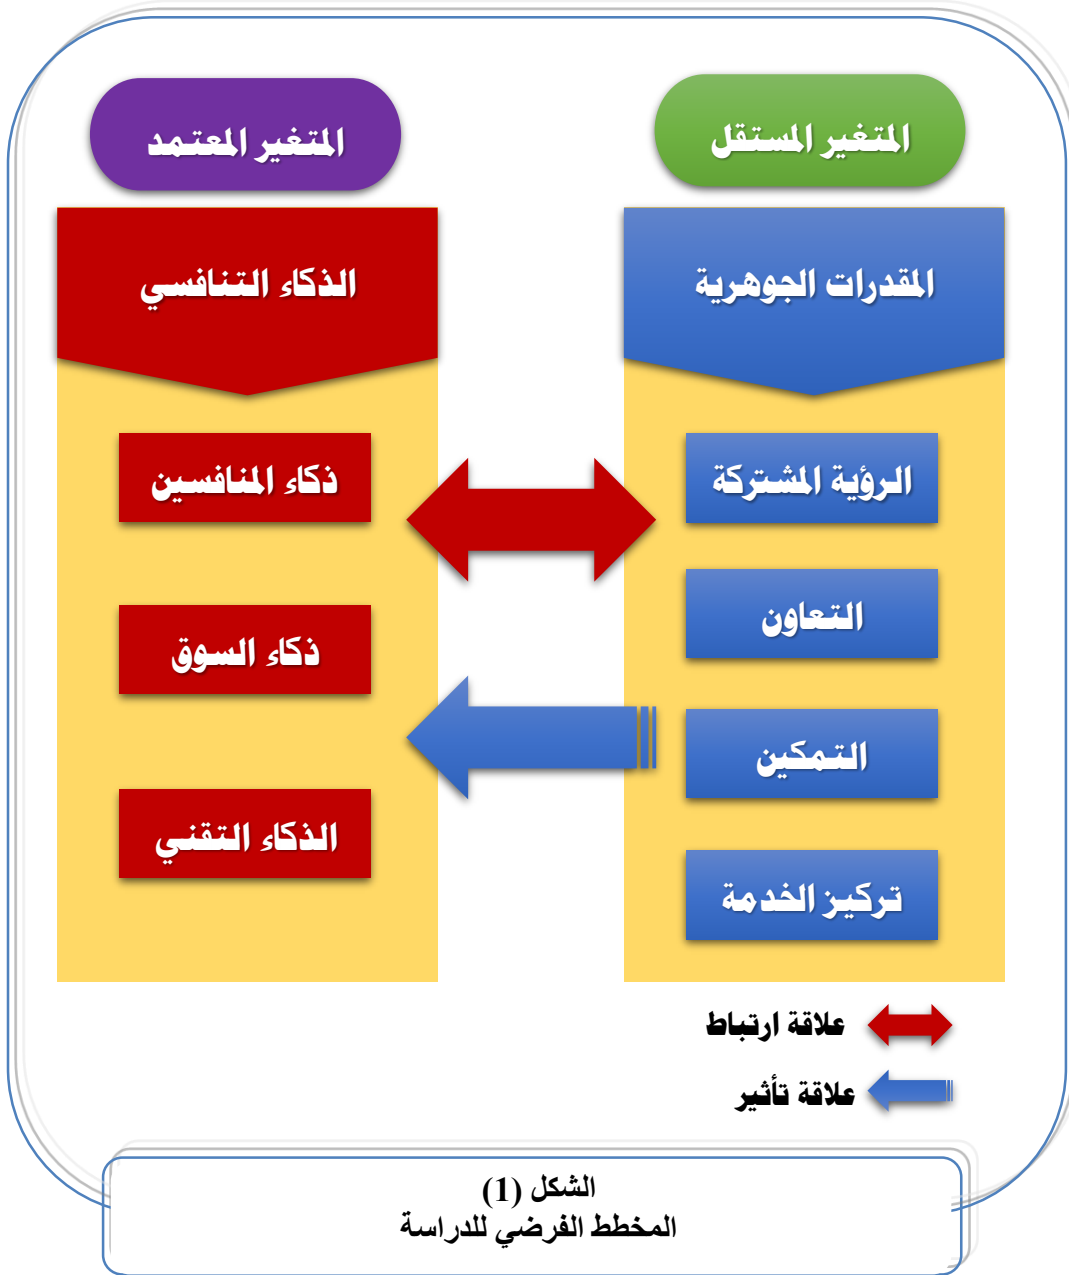 المتغير المستقل
المقدرات الجوهرية
الرؤية المشتركة
التعاون
التمكين
تركيز الخدمة
المتغير المعتمد
الذكاء التنافسي
ذكاء المنافسين
ذكاء السوق
الذكاء التقني
علاقة ارتباط
علاقة تأثير
الشكل (1)
المخطط الفرضي للدراسة